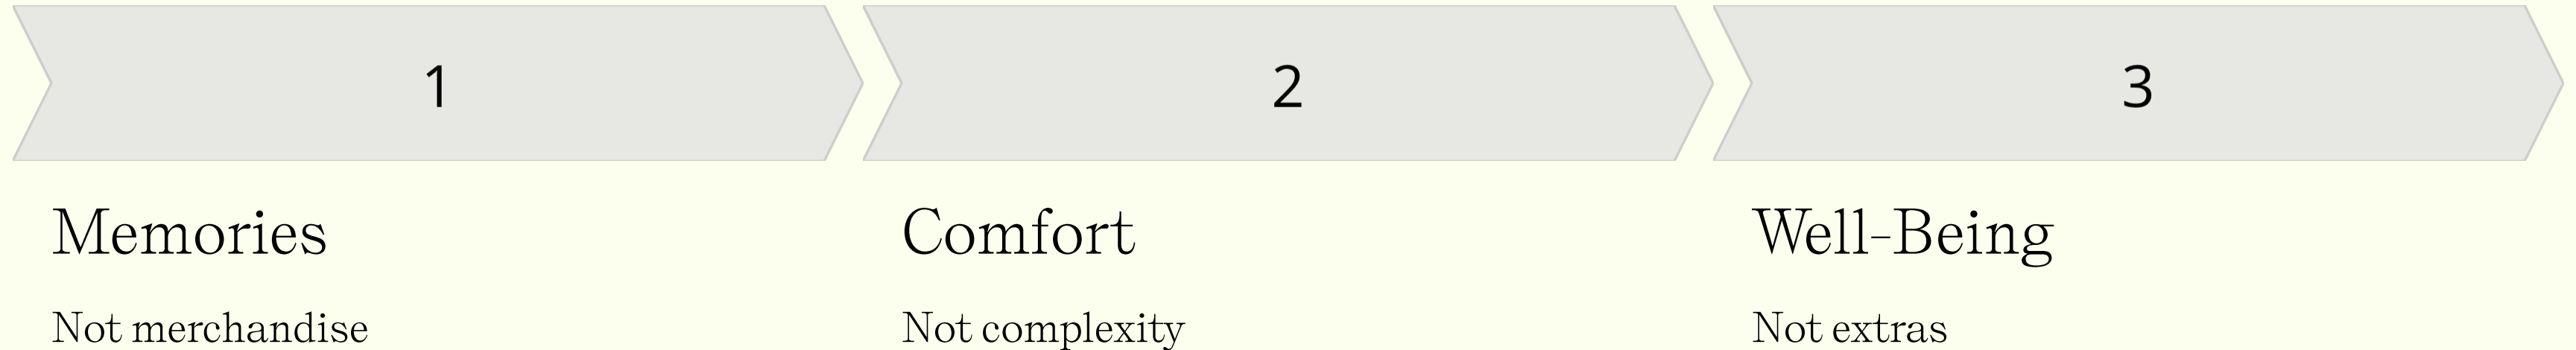 1
2
3
Memories
Not merchandise
Comfort
Not complexity
Well-Being
Not extras